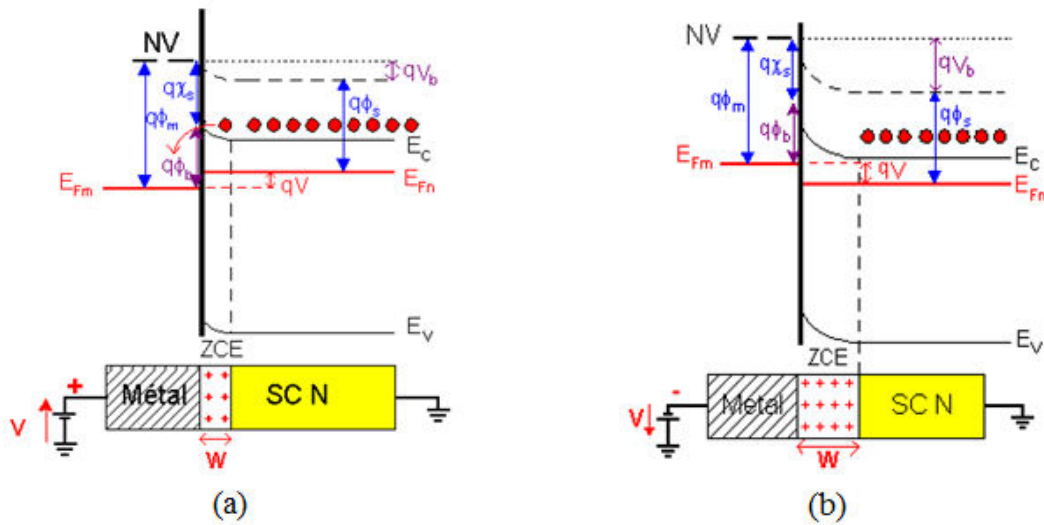 NV
qVb
qχs
qϕm
qϕs
qϕb
EC
EFm
qV
EFn
EV
ZCE
+
Métal
+ + + + + +
SC N
V
W
(a)
NV
qVb
qχs
qϕm
qϕs
qϕb
EC
EFm
qV
EFn
EV
ZCE
-
Métal
+ + + + + + + + + + + +
SC N
V
W
(b)